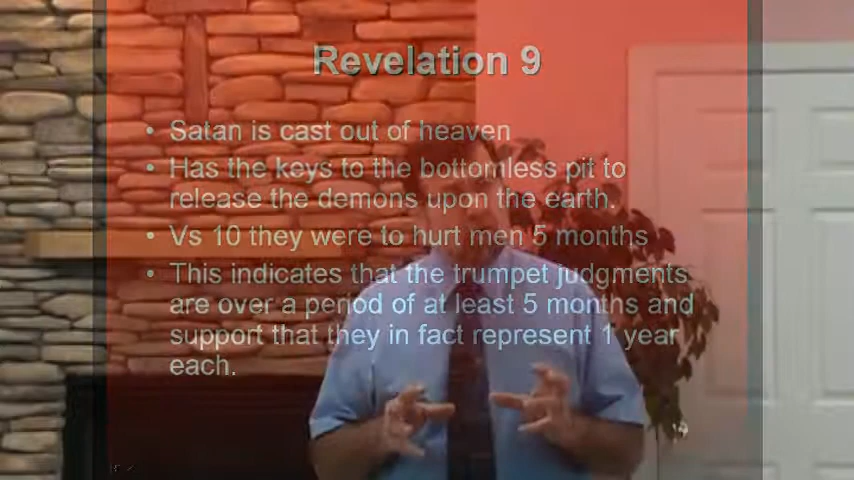 Revelation 9
• Satan is cast out of heaven
• Has the keys to the bottomless pit to
release the demons upon the earth.
• Vs 10 they were to hurt men 5 months
• This indicates that the trumpet judgments
are over a period of at least 5 months and
support that they in fact represent 1 year
each.